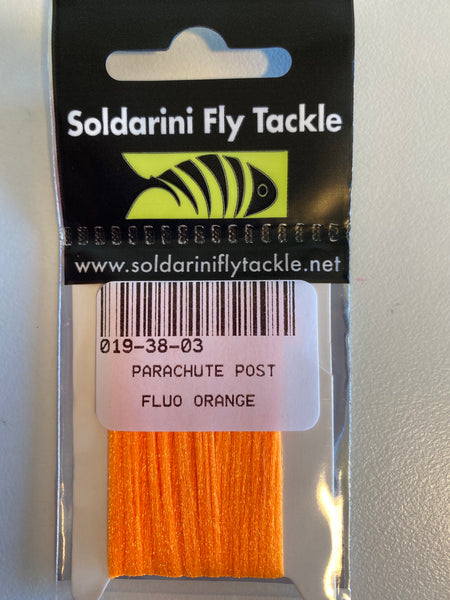 Soldarini Fly Tackle
www.soldariniflytackle.net
019-38-03
PARACHUTE POST
FLUO ORANGE